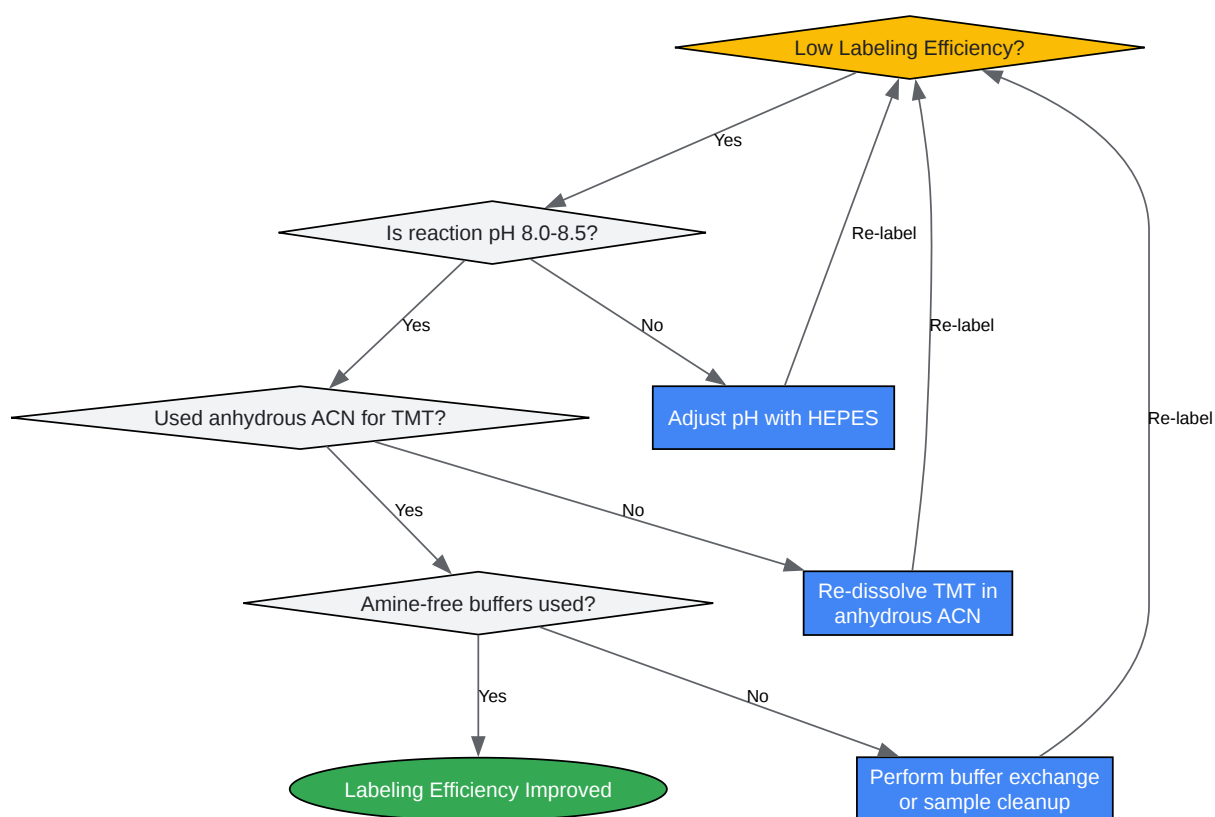 Low Labeling Efficiency?
Yes
Is reaction pH 8.0-8.5?
Re-label
Yes
No
Re-label
Used anhydrous ACN for TMT?
Adjust pH with HEPES
Re-label
Yes
No
Re-dissolve TMT in
anhydrous ACN
Amine-free buffers used?
Yes
No
Labeling Efficiency Improved
Perform buffer exchange
or sample cleanup